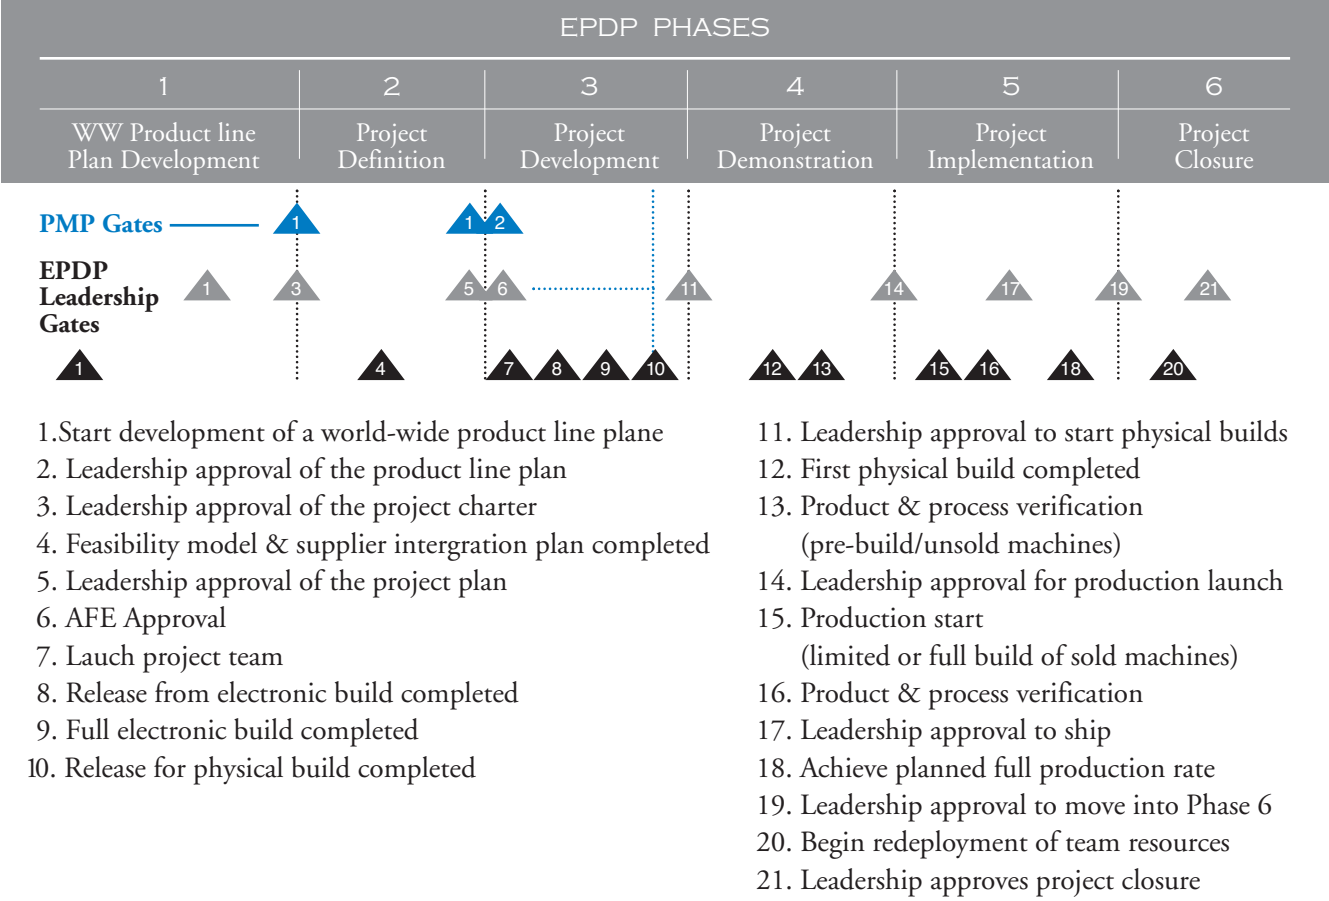 EPDP PHASES
1 2 3 4 5 6
WW Product line Project Project Project Project Project
Plan Development Definition Development Demonstration Implementation Closure
PMP Gates 1 1 2
EPDP
Leadership 1 3 5 6 11 14 17 19 21
Gates
1 4 7 8 9 10 12 13 15 16 18 20
1.Start development of a world-wide product line plane
2. Leadership approval of the product line plan
3. Leadership approval of the project charter
4. Feasibility model & supplier intergration plan completed
5. Leadership approval of the project plan
6. AFE Approval
7. Lauch project team
8. Release from electronic build completed
9. Full electronic build completed
10. Release for physical build completed
11. Leadership approval to start physical builds
12. First physical build completed
13. Product & process verification
(pre-build/unsold machines)
14. Leadership approval for production launch
15. Production start
(limited or full build of sold machines)
16. Product & process verification
17. Leadership approval to ship
18. Achieve planned full production rate
19. Leadership approval to move into Phase 6
20. Begin redeployment of team resources
21. Leadership approves project closure